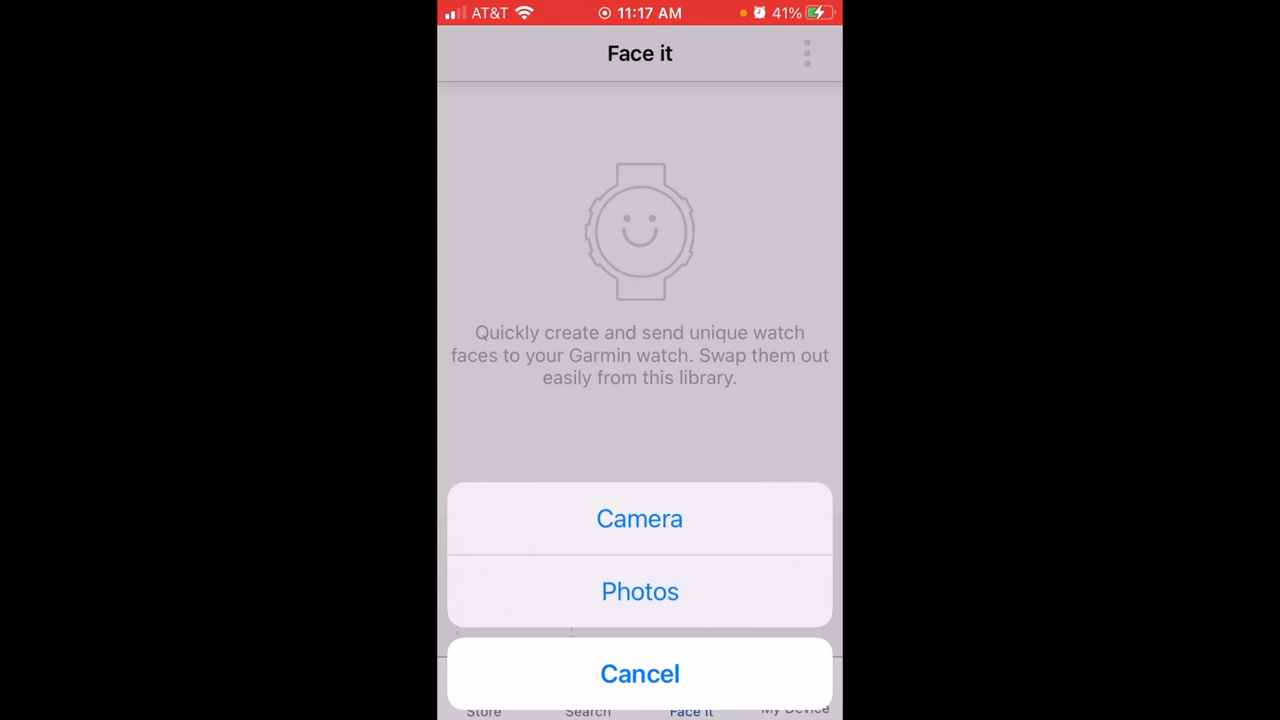 AT&T 11:17 AM 41%
Face it
Quickly create and send unique watch
faces to your Garmin watch. Swap them out
easily from this library.
Camera
Photos
Cancel
Store Search Face It My Device